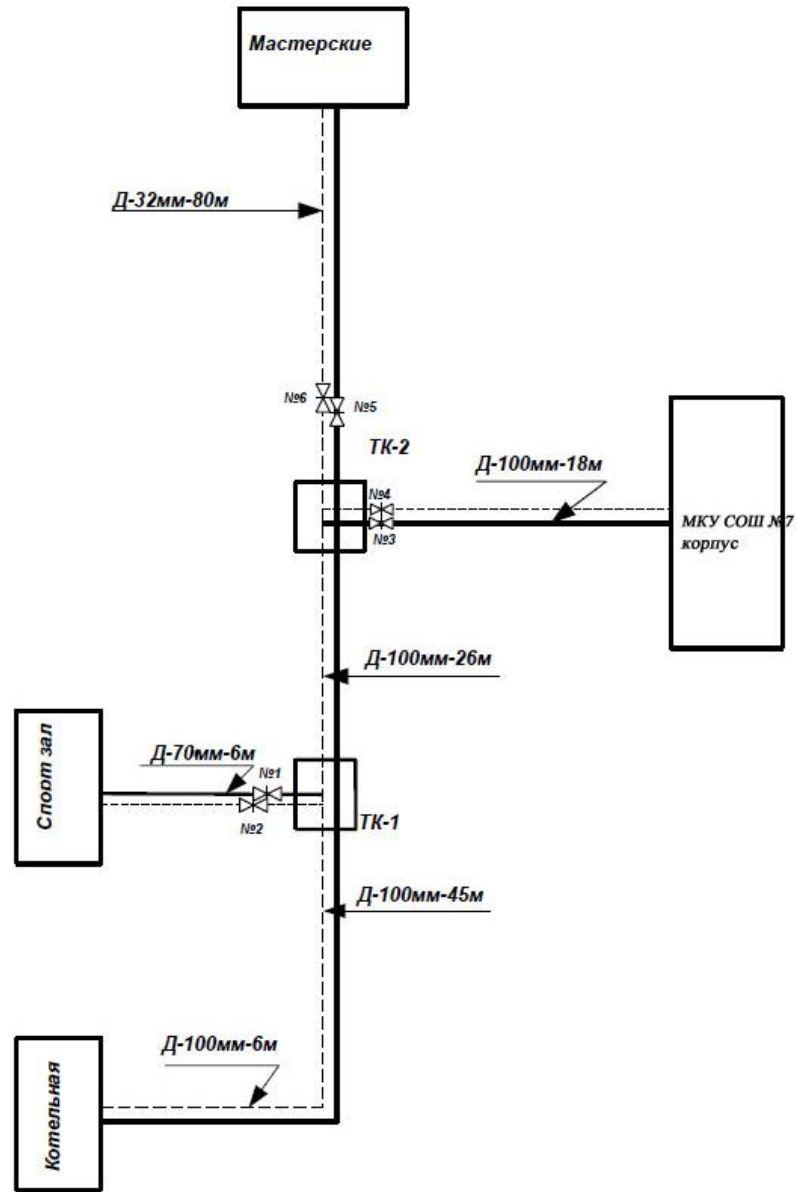 Мастерские
Д-32мм-80м
№6
№5
ТК-2
Д-100мм-18м
№4
№3
МКУ СОШ №7
корпус
Д-100мм-26м
Спорт зал
Д-70мм-6м
№1
№2
ТК-1
Д-100мм-45м
Д-100мм-6м
Котельная